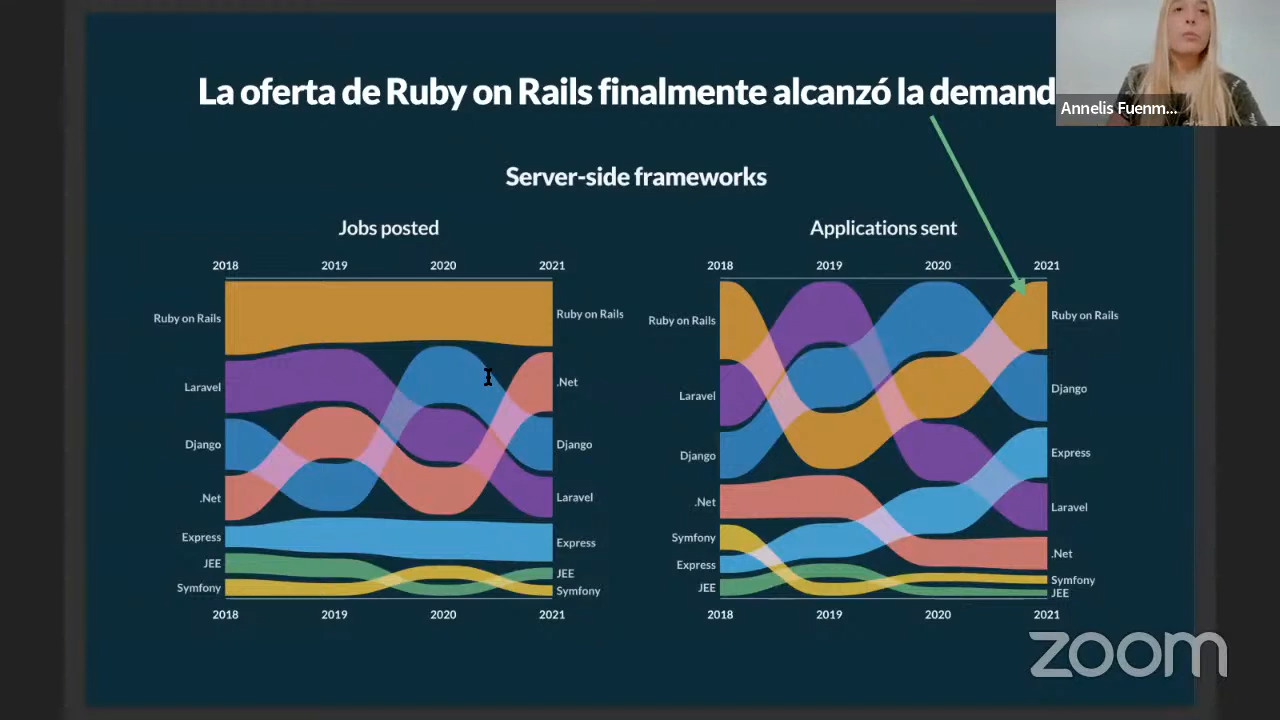 La oferta de Ruby on Rails finalmente alcanzó la demand
Annelis Fuenm...
Server-side frameworks
Jobs posted
2018 2019 2020 2021
Ruby on Rails
Laravel
Django
.Net
Express
JEE
Symfony
Ruby on Rails
.Net
Django
Laravel
Express
JEE
Symfony
2018 2019 2020 2021
Applications sent
2018 2019 2020 2021
Ruby on Rails
Laravel
Django
.Net
Symfony
Express
JEE
Ruby on Rails
Django
Express
Laravel
.Net
Symfony
JEE
2018 2019 2020 2021
zoom